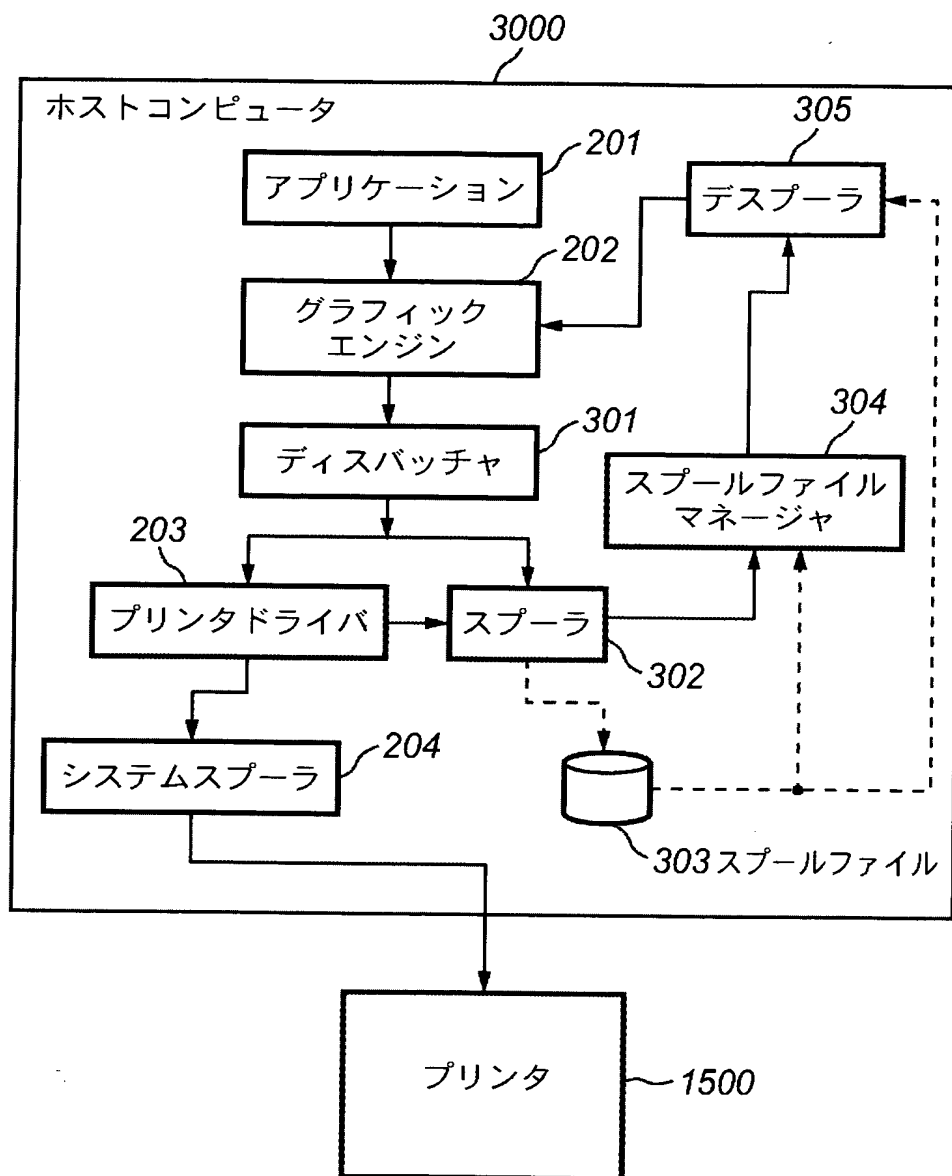 3000
ホストコンピュータ
305
201
アプリケーション
デスプーラ
202
グラフィック
エンジン
301
304
ディスパッチャ
スプールファイル
マネージャ
203
プリンタドライバ
スプーラ
302
204
システムスプーラ
303 スプールファイル
プリンタ
1500